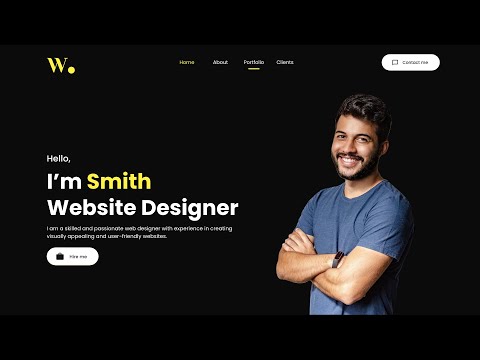 W.
Home About Portfolio Clients
Contact me
Hello,
I'm Smith
Website Designer
I am a skilled and passionate web designer with experience in creating
visually appealing and user-friendly websites.
Hire me